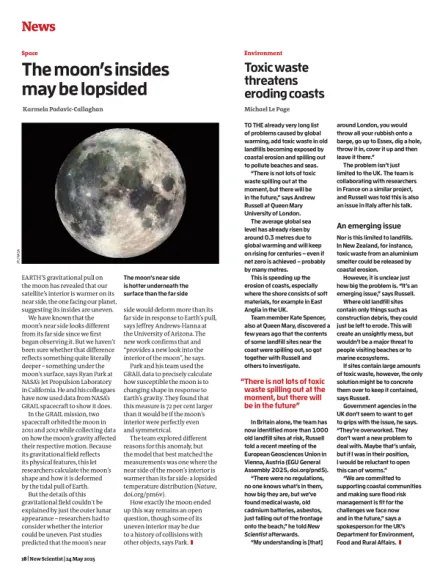 News
Space
The moon's insides
may be lopsided
Karmela Padavic-Callaghan
NASA
EARTH'S gravitational pull on
the moon has revealed that our
satellite's interior is warmer on its
near side, the one facing our planet,
suggesting its insides are uneven.
We have known that the
moon's near side looks different
from its far side since we first
began observing it. But we haven't
been sure whether that difference
reflects something quite literally
deeper – something under the
moon's surface, says Ryan Park at
NASA's Jet Propulsion Laboratory
in California. He and his colleagues
have now used data from NASA's
GRAIL spacecraft to show it does.
In the GRAIL mission, two
spacecraft orbited the moon in
2011 and 2012 while collecting data
on how the moon's gravity affected
their respective motion. Because
its gravitational field reflects
its physical features, this let
researchers calculate the moon's
shape and how it is deformed
by the tidal pull of Earth.
But the details of this
gravitational field couldn't be
explained by just the outer lunar
appearance – researchers had to
consider whether the interior
could be uneven. Past studies
predicted that the moon's near
The moon's near side
is hotter underneath the
surface than the far side
side would deform more than its
far side in response to Earth's pull,
says Jeffrey Andrews-Hanna at
the University of Arizona. The
new work confirms that and
"provides a new look into the
interior of the moon", he says.
Park and his team used the
GRAIL data to precisely calculate
how susceptible the moon is to
changing shape in response to
Earth's gravity. They found that
this measure is 72 per cent larger
than it would be if the moon's
interior were perfectly even
and symmetrical.
The team explored different
reasons for this anomaly, but
the model that best matched the
measurements was one where the
near side of the moon's interior is
warmer than its far side: a lopsided
temperature distribution (Nature,
doi.org/pm6v).
How exactly the moon ended
up this way remains an open
question, though some of its
uneven interior may be due
to a history of collisions with
other objects, says Park.
Environment
Toxic waste
threatens
eroding coasts
Michael Le Page
TO THE already very long list
of problems caused by global
warming, add toxic waste in old
landfills becoming exposed by
coastal erosion and spilling out
to pollute beaches and seas.
"There is not lots of toxic
waste spilling out at the
moment, but there will be
in the future," says Andrew
Russell at Queen Mary
University of London.
The average global sea
level has already risen by
around 0.3 metres due to
global warming and will keep
on rising for centuries – even if
net zero is achieved – probably
by many metres.
This is speeding up the
erosion of coasts, especially
where the shore consists of soft
materials, for example in East
Anglia in the UK.
Team member Kate Spencer,
also at Queen Mary, discovered a
few years ago that the contents
of some landfill sites near the
coast were spilling out, so got
together with Russell and
others to investigate.
"There is not lots of toxic
waste spilling out at the
moment, but there will
be in the future"
In Britain alone, the team has
now identified more than 1000
old landfill sites at risk, Russell
told a recent meeting of the
European Geosciences Union in
Vienna, Austria (EGU General
Assembly 2025, doi.org/pn5).
"There were no regulations,
no one knows what's in them,
how big they are, but we've
found medical waste, old
cadmium batteries, asbestos,
just falling out of the frontage
onto the beach," he told New
Scientist afterwards.
"My understanding is [that]
around London, you would
throw all your rubbish onto a
barge, go up to Essex, dig a hole,
throw it in, cover it up and then
leave it there."
The problem isn't just
limited to the UK. The team is
collaborating with researchers
in France on a similar project,
and Russell was told this is also
an issue in Italy after his talk.
An emerging issue
Nor is this limited to landfills.
In New Zealand, for instance,
toxic waste from an aluminium
smelter could be released by
coastal erosion.
However, it is unclear just
how big the problem is. "It's an
emerging issue," says Russell.
Where old landfill sites
contain only things such as
construction debris, they could
just be left to erode. This will
create an unsightly mess, but
wouldn't be a major threat to
people visiting beaches or to
marine ecosystems.
If sites contain large amounts
of toxic waste, however, the only
solution might be to concrete
them over to keep it contained,
says Russell.
Government agencies in the
UK don't seem to want to get
to grips with the issue, he says.
"They're overworked. They
don't want a new problem to
deal with. Maybe that's unfair,
but if I was in their position,
I would be reluctant to open
this can of worms."
"We are committed to
supporting coastal communities
and making sure flood risk
management is fit for the
challenges we face now
and in the future," says a
spokesperson for the UK's
Department for Environment,
Food and Rural Affairs.
18 | New Scientist | 24 May 2025